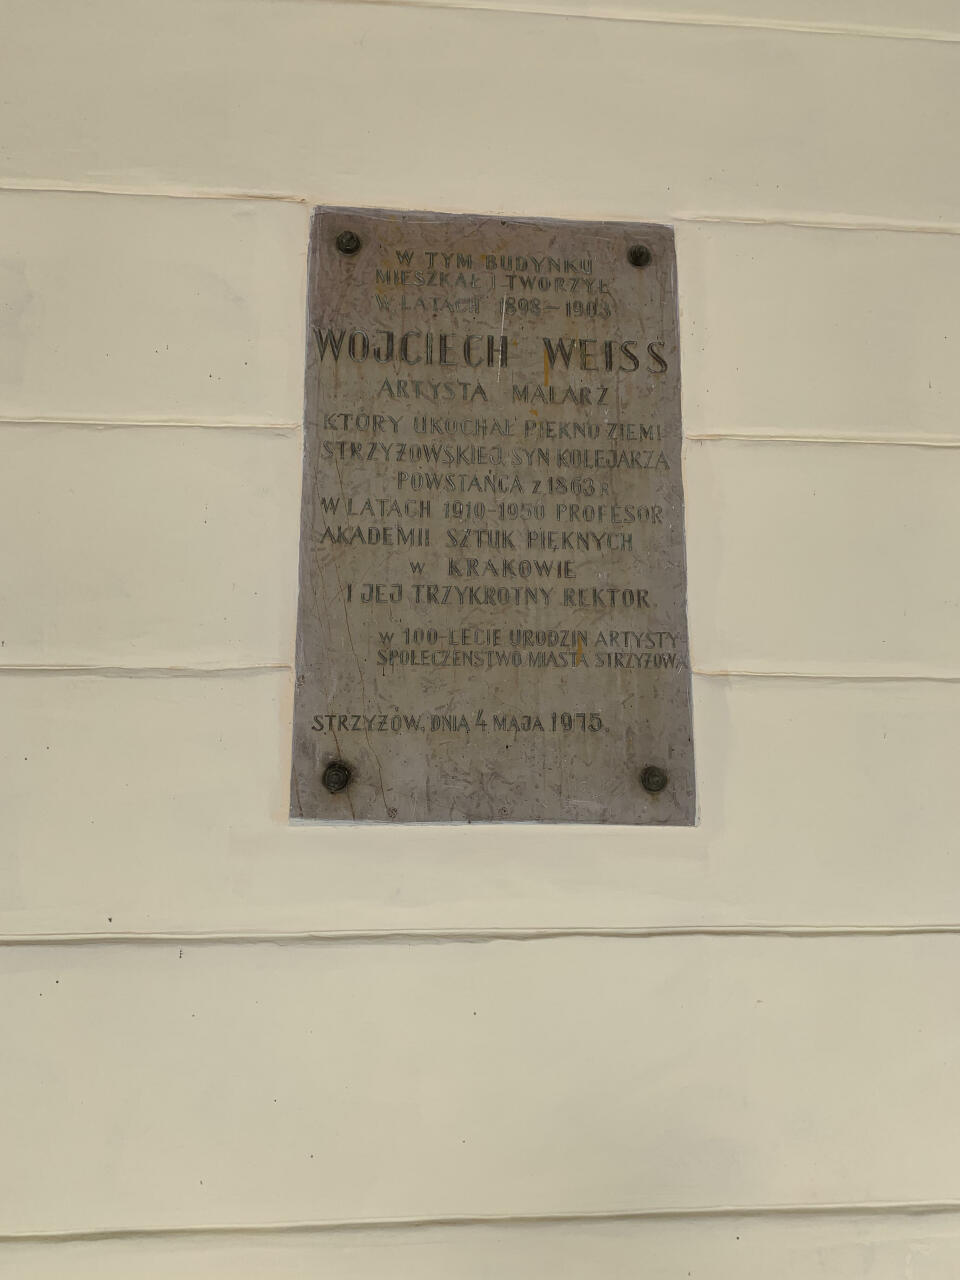 W TYM BUDYNKU
MIESZKAŁ I TWORZYŁ
W LATACH 1898–1903
WOJCIECH WEISS
ARTYSTA MALARZ
KTÓRY UKOCHAŁ PIĘKNO ZIEMI
STRZYŻOWSKIEJ, SYN KOLEJARZA
POWSTAŃCA Z 1863 R
W LATACH 1910-1950 PROFESOR
AKADEMII SZTUK PIĘKNYCH
W KRAKOWIE
I JEJ TRZYKROTNY REKTOR.
W 100-LECIE URODZIN ARTYSTY
SPOŁECZEŃSTWO MIASTA STRZYŻOWA
STRZYŻÓW, DNIA 4 MAJA 1975.